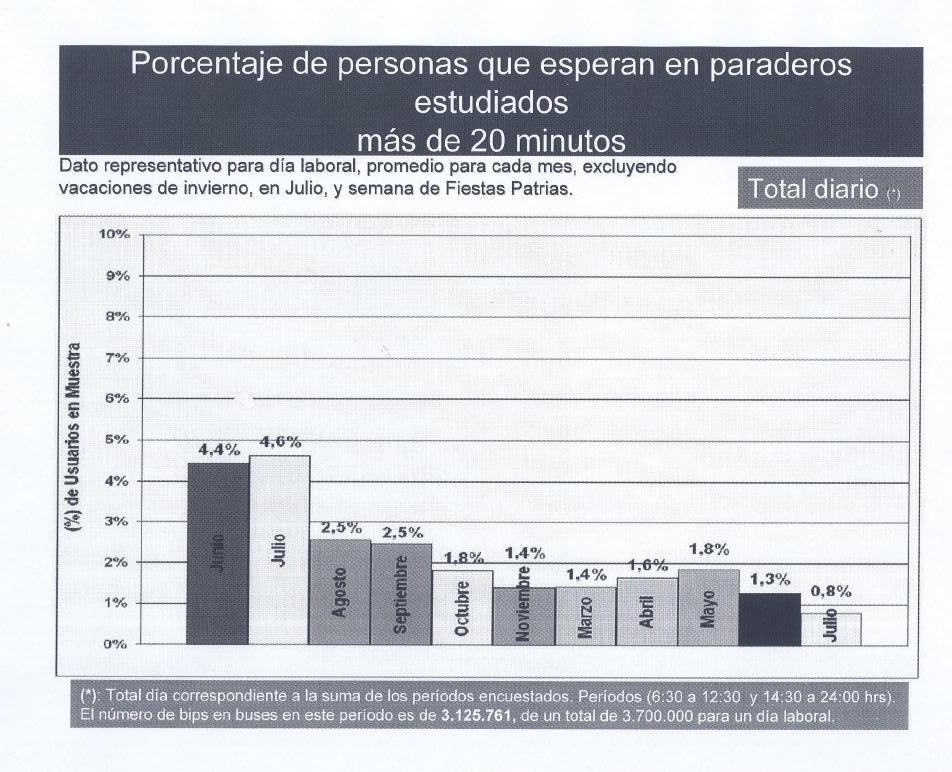 Porcentaje de personas que esperan en paraderos
estudiados
más de 20 minutos
Dato representativo para día laboral, promedio para cada mes, excluyendo
vacaciones de invierno, en Julio, y semana de Fiestas Patrias.
Total diario (*)
(%) de Usuarios en Muestra
10%
9%
8%
7%
6%
5%
4%
3%
2%
1%
0%
4,4%
4,6%
2,5%
2,5%
1,8%
1,4%
1,4%
1,6%
1,8%
1,3%
0,8%
Junio
Julio
Agosto
Septiembre
Octubre
Noviembre
Marzo
Abril
Mayo
Julio
(*): Total día correspondiente a la suma de los periodos encuestados. Períodos (6:30 a 12:30 y 14:30 a 24:00 hrs).
El número de bips en buses en este periodo es de 3.125.761, de un total de 3.700.000 para un día laboral.